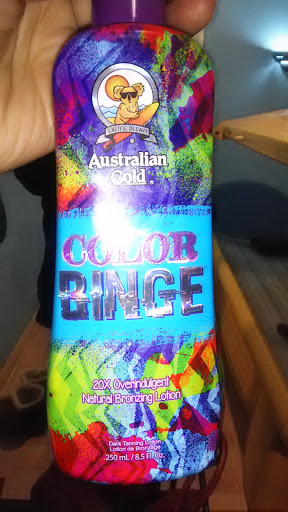 EXOTIC BLEND
Australian
Gold®
COLOR
BINGE
20X Overindulgent
Natural Bronzing Lotion
Dark Tanning Lotion
Lotion de Bronzage
250 mL / 8.5 Fl Oz.